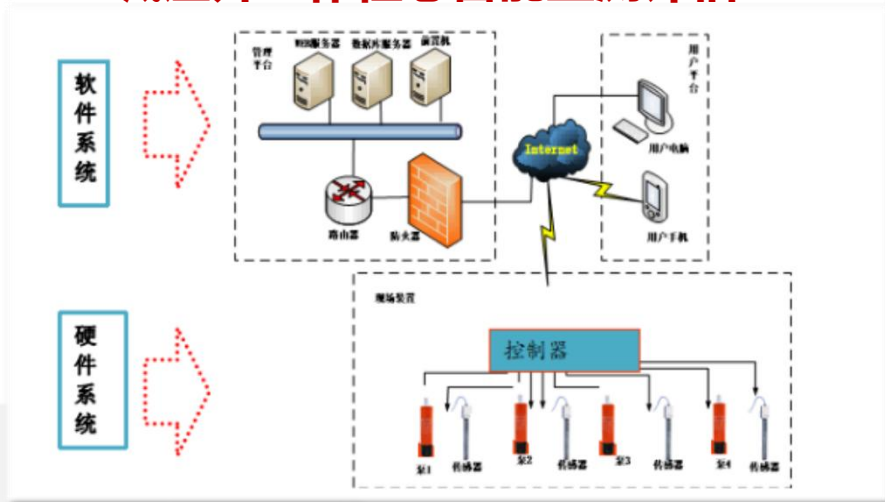 软件系统
管理平台
WEB服务器 数据库服务器 前置机
路由器 防火器
Internet
用户平台
用户电脑
用户手机
硬件系统
现场装置
控制器
泵1 传感器 泵2 传感器 泵3 传感器 泵4 传感器